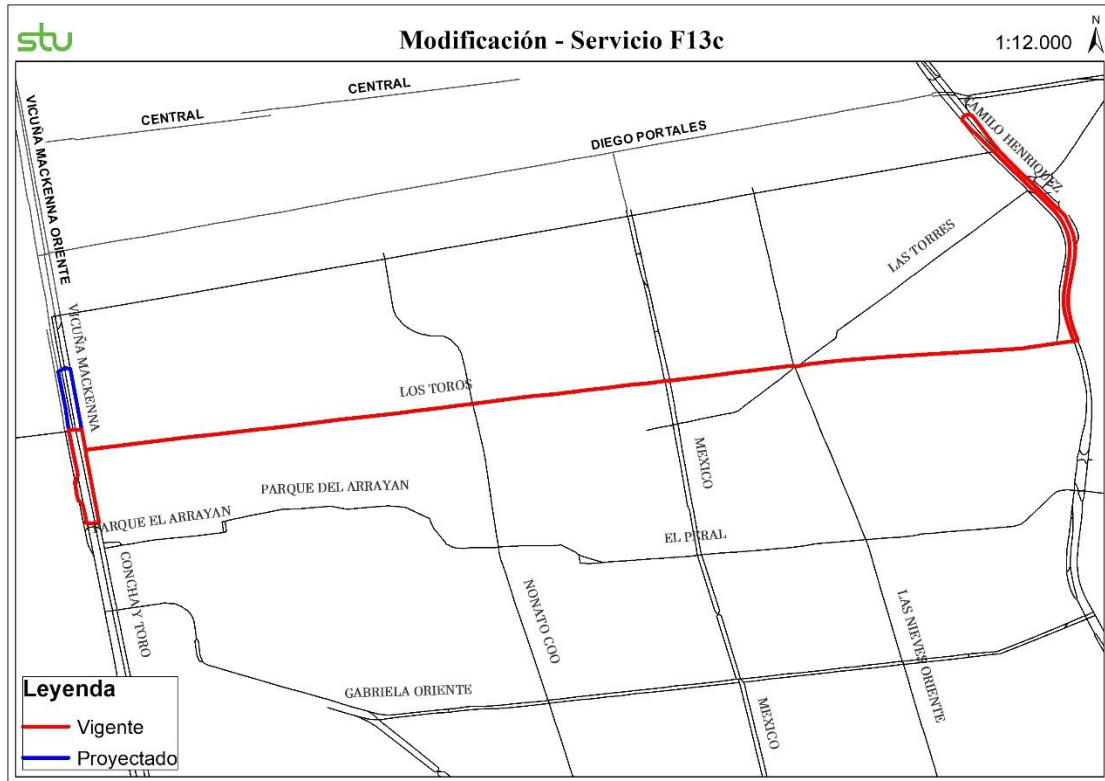 stu
Modificación - Servicio F13c
1:12.000
N
CENTRAL
CENTRAL
VICUÑA MACKENNA ORIENTE
DIEGO PORTALES
CAMILO HENRIQUEZ
LAS TORRES
VICUÑA MACKENNA
LOS TOROS
MEXICO
PARQUE DEL ARRAYAN
PARQUE EL ARRAYAN
EL PERAL
CONCHA Y TORO
NONATO COO
LAS NIEVES ORIENTE
GABRIELA ORIENTE
MEXICO
Leyenda
Vigente
Proyectado